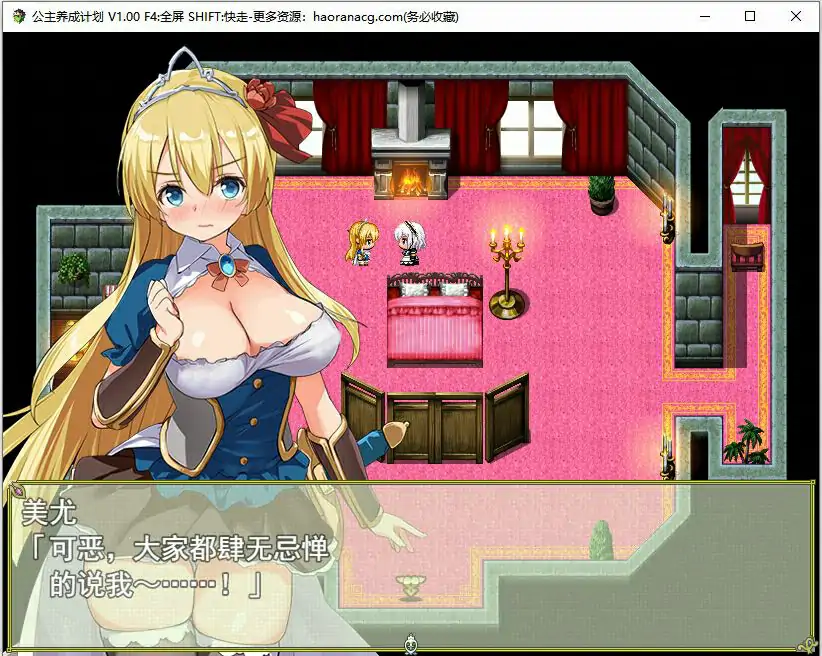 公主养成计划 V1.00 F4:全屏 SHIFT:快走-更多资源：haoranacg.com(务必收藏)
美尤
「可恶，大家都肆无忌惮
的说我～……！」